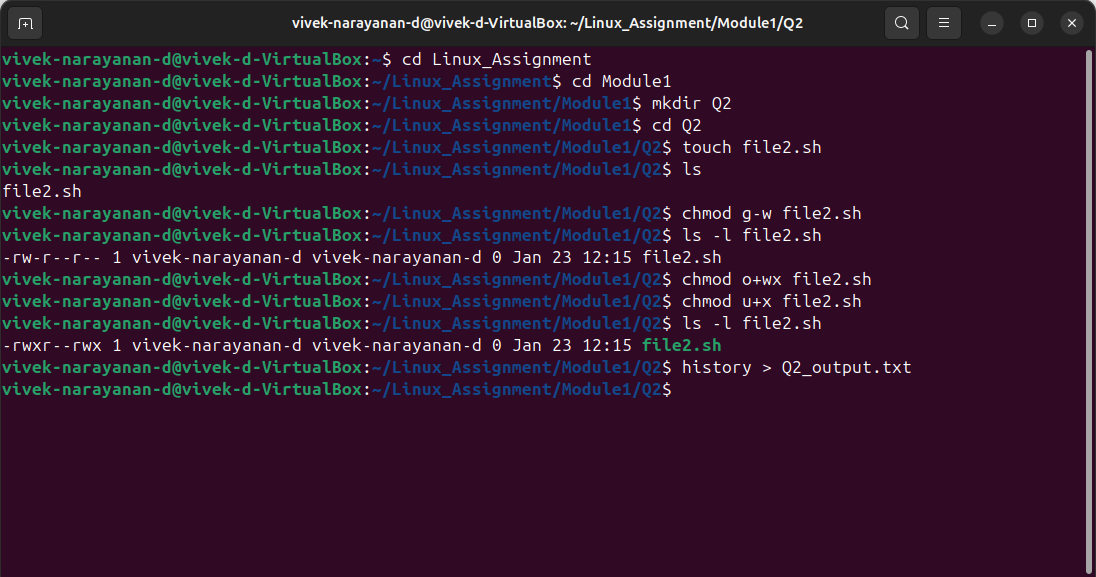 vivek-narayanan-d@vivek-d-VirtualBox: ~/Linux_Assignment/Module1/Q2
vivek-narayanan-d@vivek-d-VirtualBox:~$ cd Linux_Assignment
vivek-narayanan-d@vivek-d-VirtualBox:~/Linux_Assignment$ cd Module1
vivek-narayanan-d@vivek-d-VirtualBox:~/Linux_Assignment/Module1$ mkdir Q2
vivek-narayanan-d@vivek-d-VirtualBox:~/Linux_Assignment/Module1$ cd Q2
vivek-narayanan-d@vivek-d-VirtualBox:~/Linux_Assignment/Module1/Q2$ touch file2.sh
vivek-narayanan-d@vivek-d-VirtualBox:~/Linux_Assignment/Module1/Q2$ ls
file2.sh
vivek-narayanan-d@vivek-d-VirtualBox:~/Linux_Assignment/Module1/Q2$ chmod g-w file2.sh
vivek-narayanan-d@vivek-d-VirtualBox:~/Linux_Assignment/Module1/Q2$ ls -l file2.sh
-rw-r--r-- 1 vivek-narayanan-d vivek-narayanan-d 0 Jan 23 12:15 file2.sh
vivek-narayanan-d@vivek-d-VirtualBox:~/Linux_Assignment/Module1/Q2$ chmod o+wx file2.sh
vivek-narayanan-d@vivek-d-VirtualBox:~/Linux_Assignment/Module1/Q2$ chmod u+x file2.sh
vivek-narayanan-d@vivek-d-VirtualBox:~/Linux_Assignment/Module1/Q2$ ls -l file2.sh
-rwxr--rwx 1 vivek-narayanan-d vivek-narayanan-d 0 Jan 23 12:15 file2.sh
vivek-narayanan-d@vivek-d-VirtualBox:~/Linux_Assignment/Module1/Q2$ history > Q2_output.txt
vivek-narayanan-d@vivek-d-VirtualBox:~/Linux_Assignment/Module1/Q2$